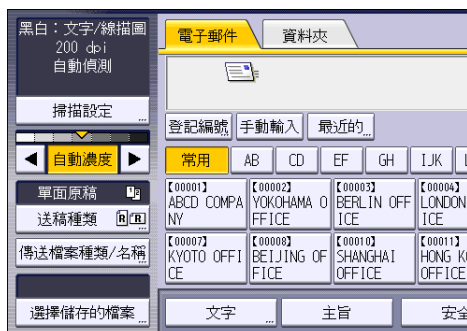 黑白：文字/線描圖
200 dpi
自動偵測
掃描設定
自動濃度
單面原稿
送稿種類
傳送檔案種類/名稱
選擇儲存的檔案
電子郵件 資料夾
登記編號 手動輸入 最近的
常用 AB CD EF GH IJK
[00001] [00002] [00003] [00004]
ABCD COMPA YOKOHAMA O BERLIN OFF LONDON
NY FFICE ICE ICE
[00007] [00008] [00010] [00011]
KYOTO OFFI BEIJING OF SHANGHAI HONG K
CE FICE OFFICE OFFICE
文字 主旨 安全